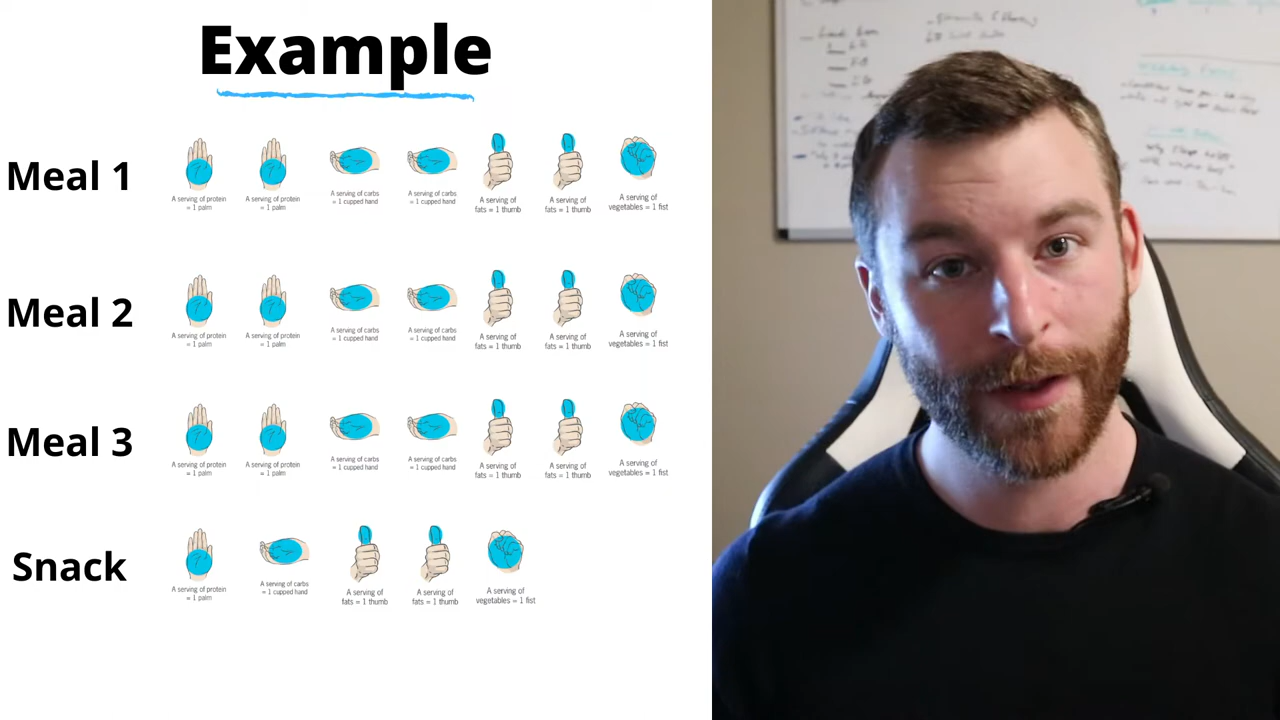 Example
Meal 1
A serving of protein
= 1 palm
A serving of protein
= 1 palm
A serving of carbs
= 1 cupped hand
A serving of carbs
= 1 cupped hand
A serving of
fats = 1 thumb
A serving of
fats = 1 thumb
A serving of
vegetables = 1 fist
Meal 2
A serving of protein
= 1 palm
A serving of protein
= 1 palm
A serving of carbs
= 1 cupped hand
A serving of carbs
= 1 cupped hand
A serving of
fats = 1 thumb
A serving of
fats = 1 thumb
A serving of
vegetables = 1 fist
Meal 3
A serving of protein
= 1 palm
A serving of protein
= 1 palm
A serving of carbs
= 1 cupped hand
A serving of carbs
= 1 cupped hand
A serving of
fats = 1 thumb
A serving of
fats = 1 thumb
A serving of
vegetables = 1 fist
Snack
A serving of protein
= 1 palm
A serving of carbs
= 1 cupped hand
A serving of
fats = 1 thumb
A serving of
fats = 1 thumb
A serving of
vegetables = 1 fist